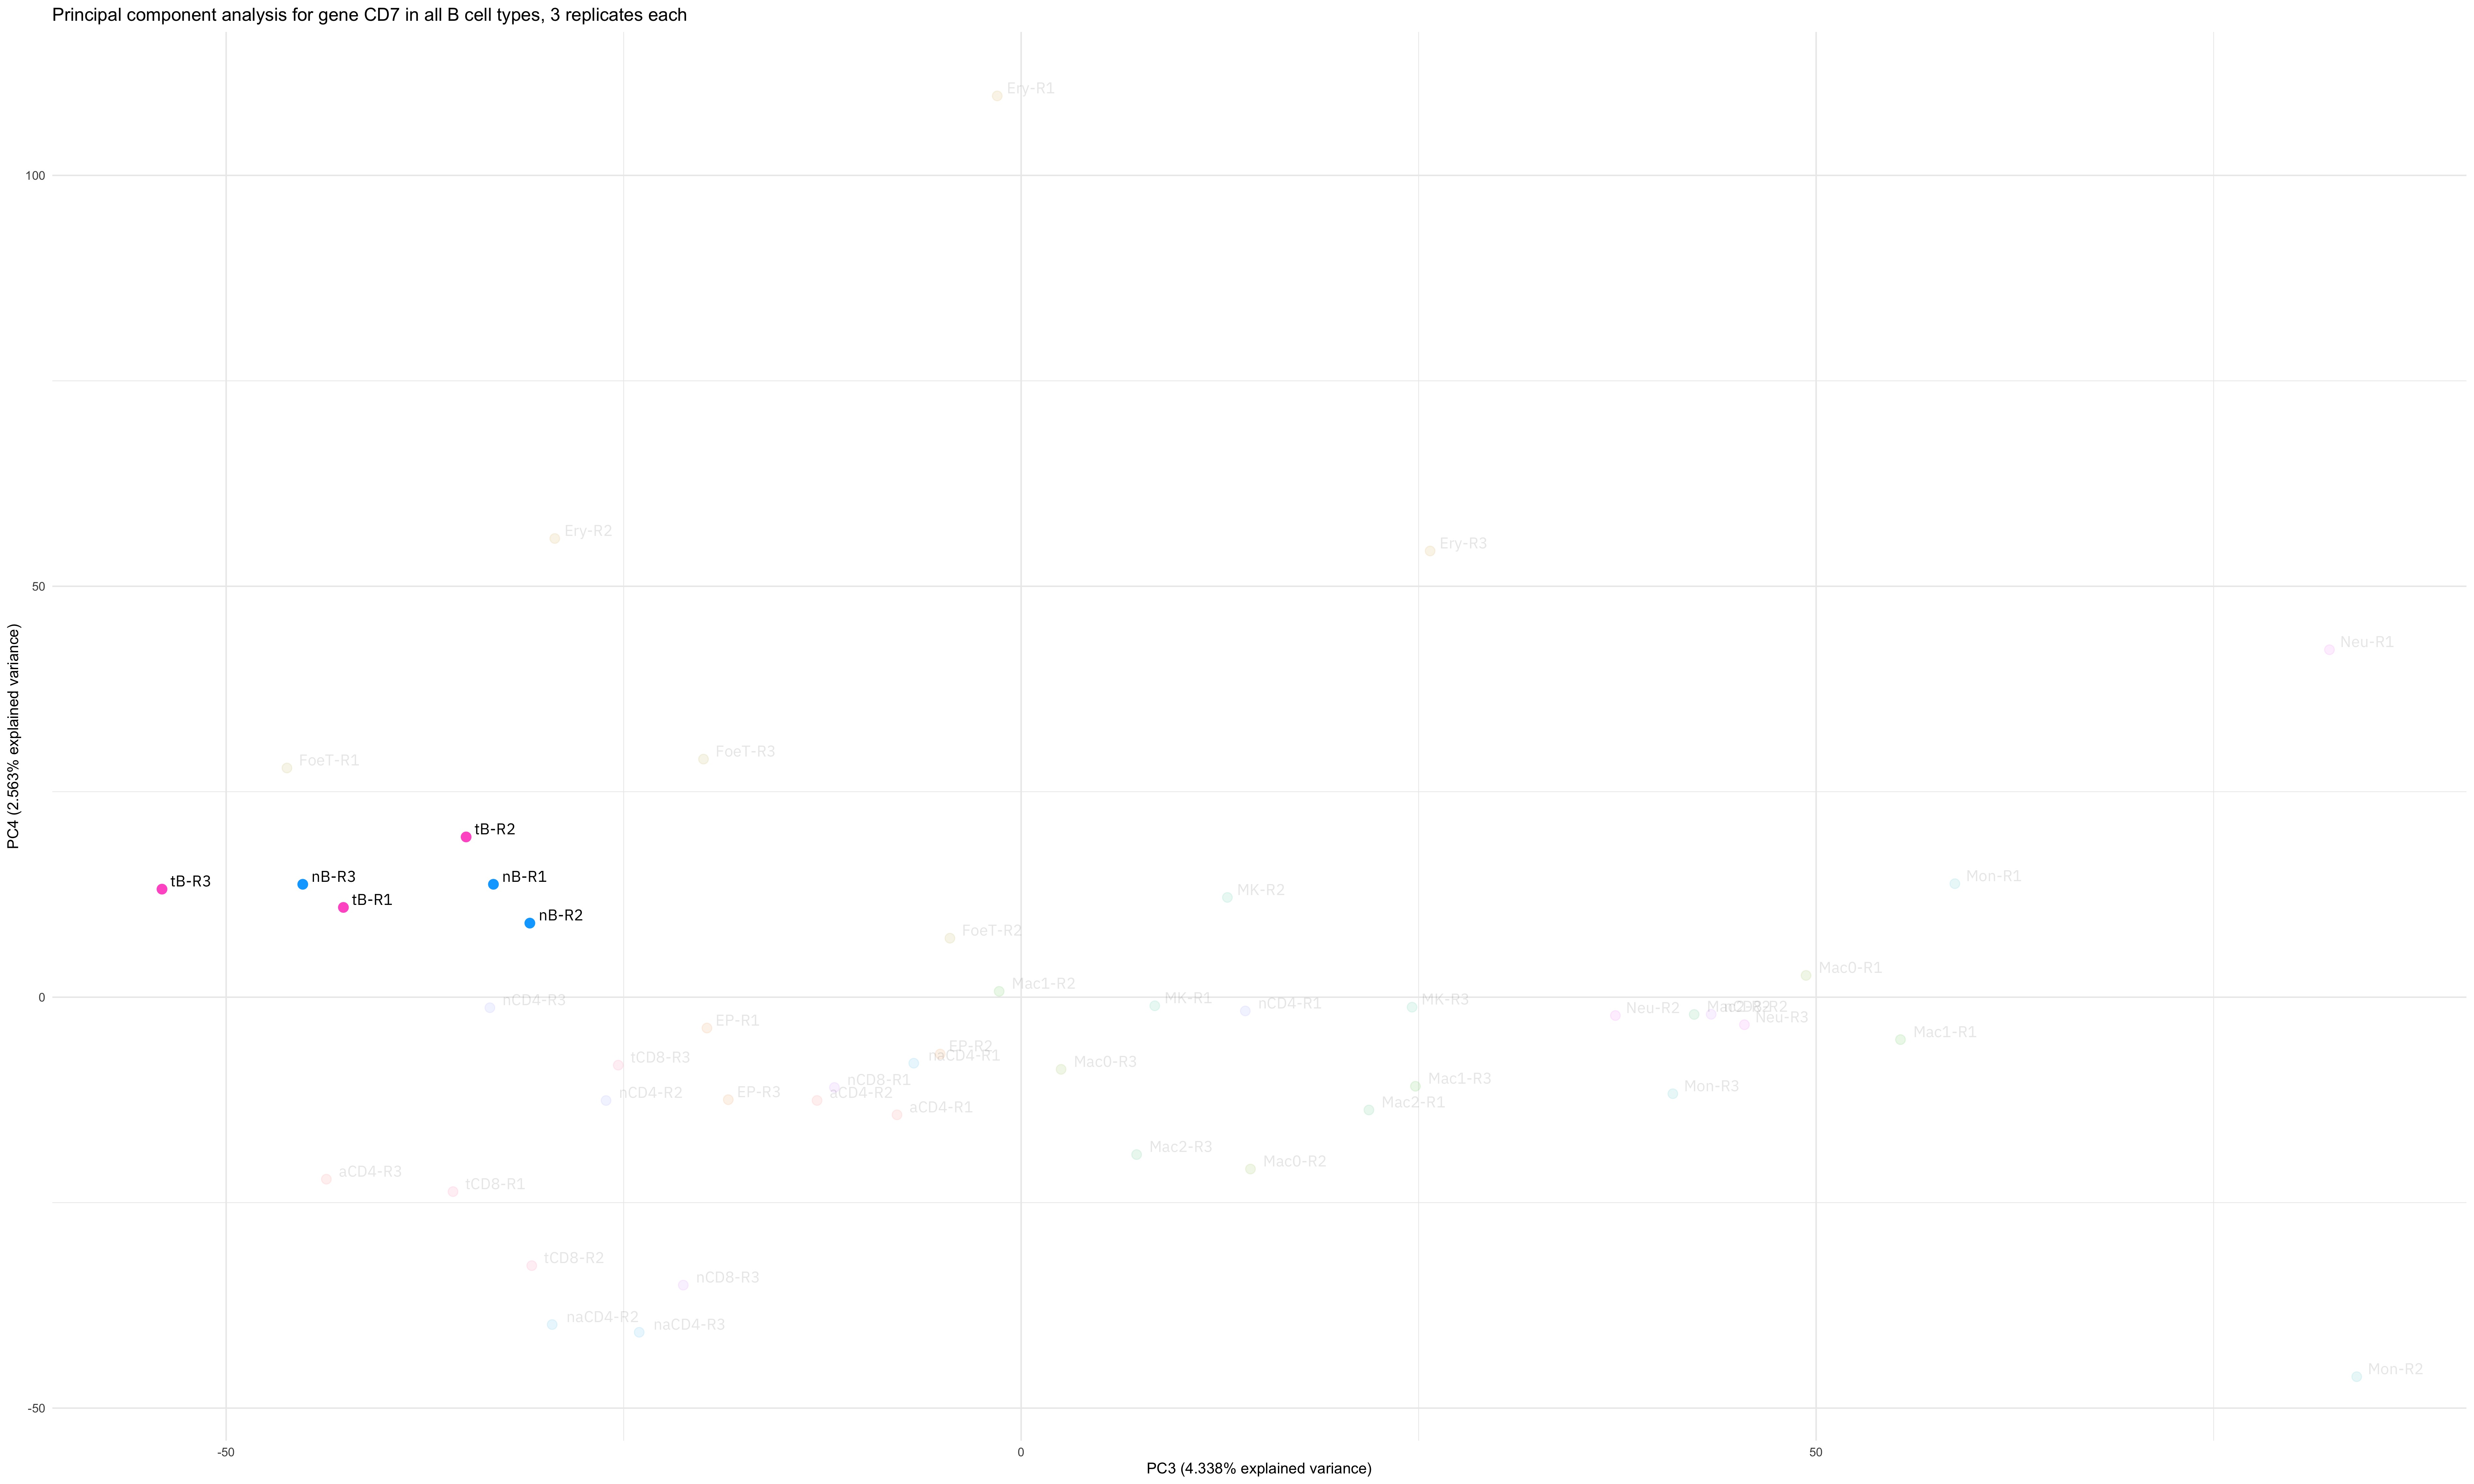 Principal component analysis for gene CD7 in all B cell types, 3 replicates each
Ery-R1
100
Ery-R2
Ery-R3
50
Neu-R1
FoeT-R3
FoeT-R1
tB-R2
tB-R3
nB-R3
nB-R1
Mon-R1
MK-R2
tB-R1
nB-R2
FoeT-R2
Mac0-R1
Mac1-R2
0
nCD4-R3
MK-R1
nCD4-R1
MK-R3
Neu-R2
Mac2-R2
nCD8-R2
Neu-R3
EP-R1
Mac1-R1
EP-R2
naCD4-R1
tCD8-R3
Mac0-R3
nCD8-R1
Mac1-R3
Mon-R3
nCD4-R2
EP-R3
aCD4-R2
aCD4-R1
Mac2-R1
Mac2-R3
Mac0-R2
aCD4-R3
tCD8-R1
tCD8-R2
nCD8-R3
naCD4-R2
naCD4-R3
Mon-R2
-50
-50
0
50
PC3 (4.338% explained variance)
PC4 (2.563% explained variance)